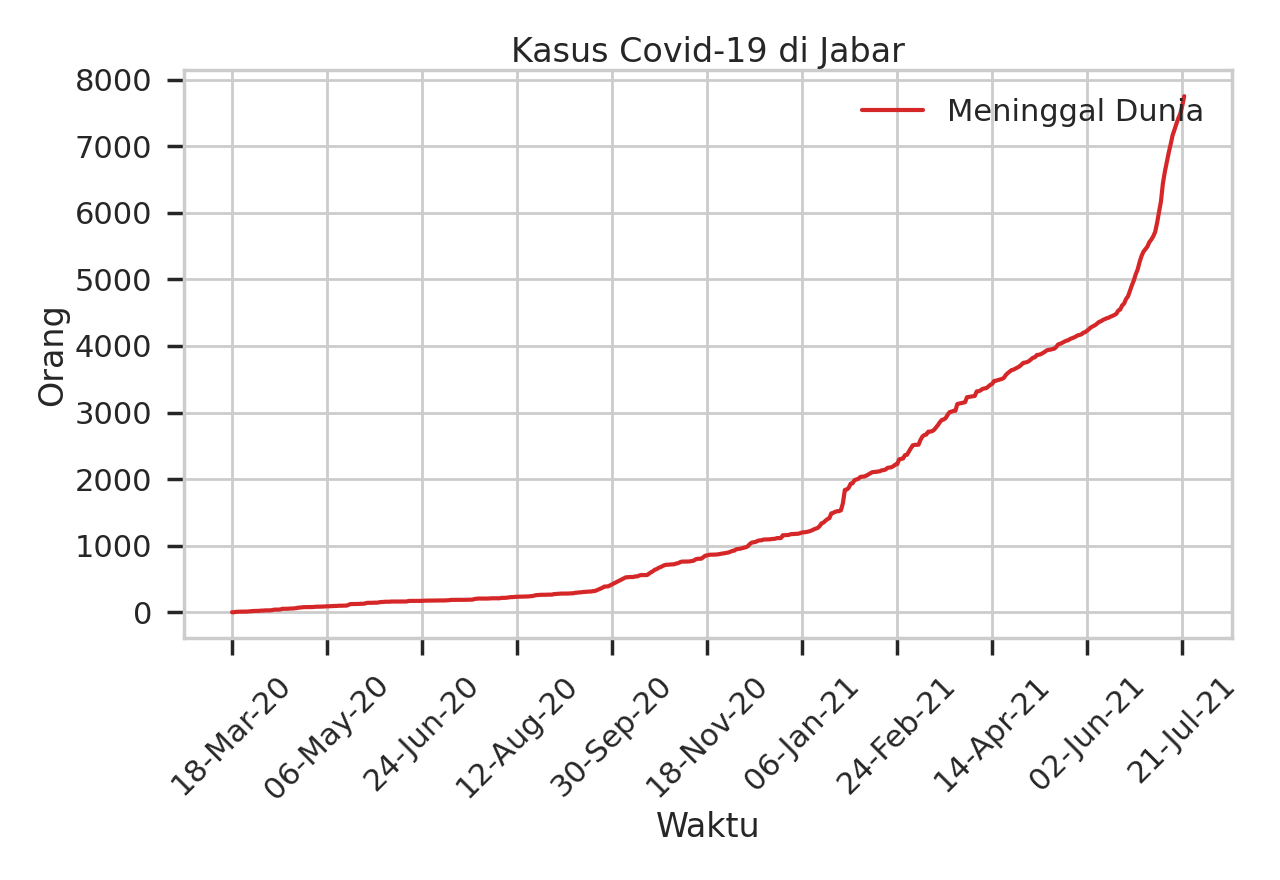 Kasus Covid-19 di Jabar
Meninggal Dunia
Orang
8000
7000
6000
5000
4000
3000
2000
1000
0
18-Mar-20
06-May-20
24-Jun-20
12-Aug-20
30-Sep-20
18-Nov-20
06-Jan-21
24-Feb-21
14-Apr-21
02-Jun-21
21-Jul-21
Waktu